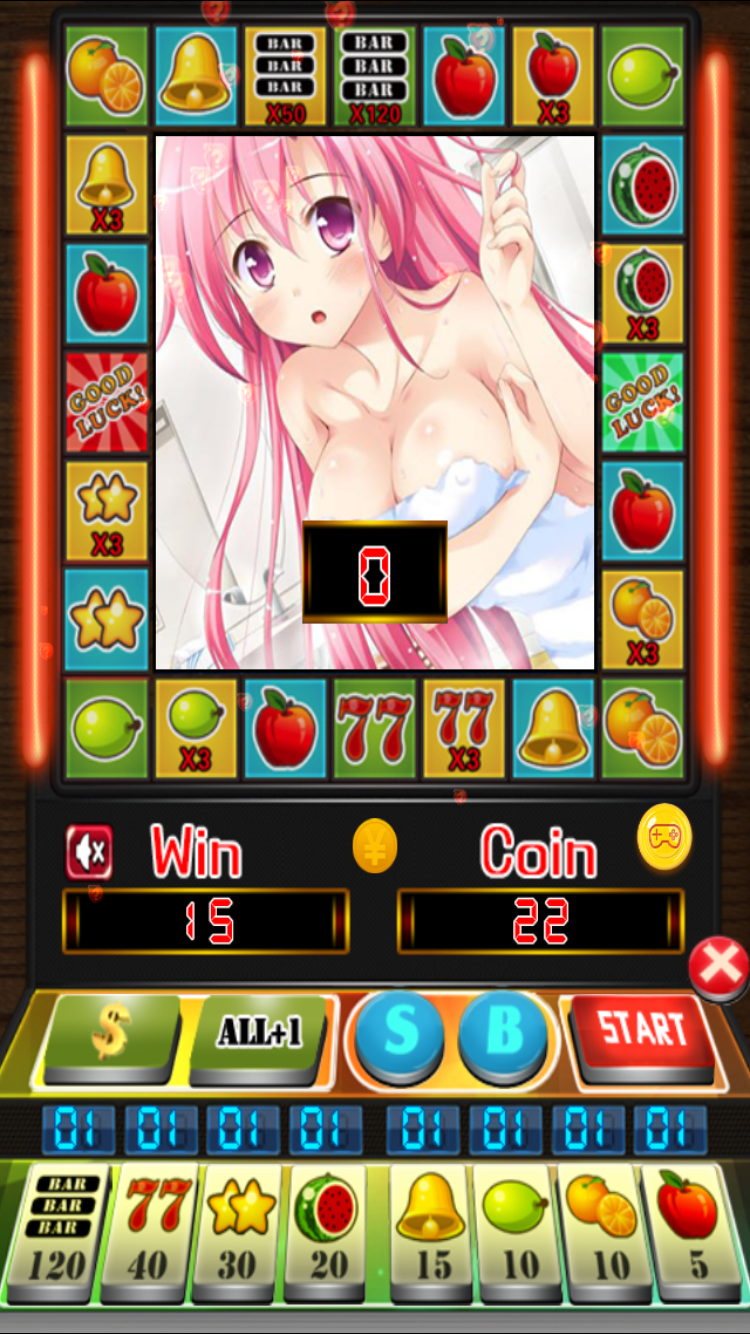 BAR BAR
BAR BAR
BAR BAR
X50 X120 X3
X3
X3
GOOD LUCK! GOOD LUCK!
X3
0
X3
77 77
X3 X3
Win ¥ Coin
15 22
$ ALL+1 S B START
01 01 01 01 01 01 01 01
BAR
BAR
BAR
77
120 40 30 20 15 10 10 5